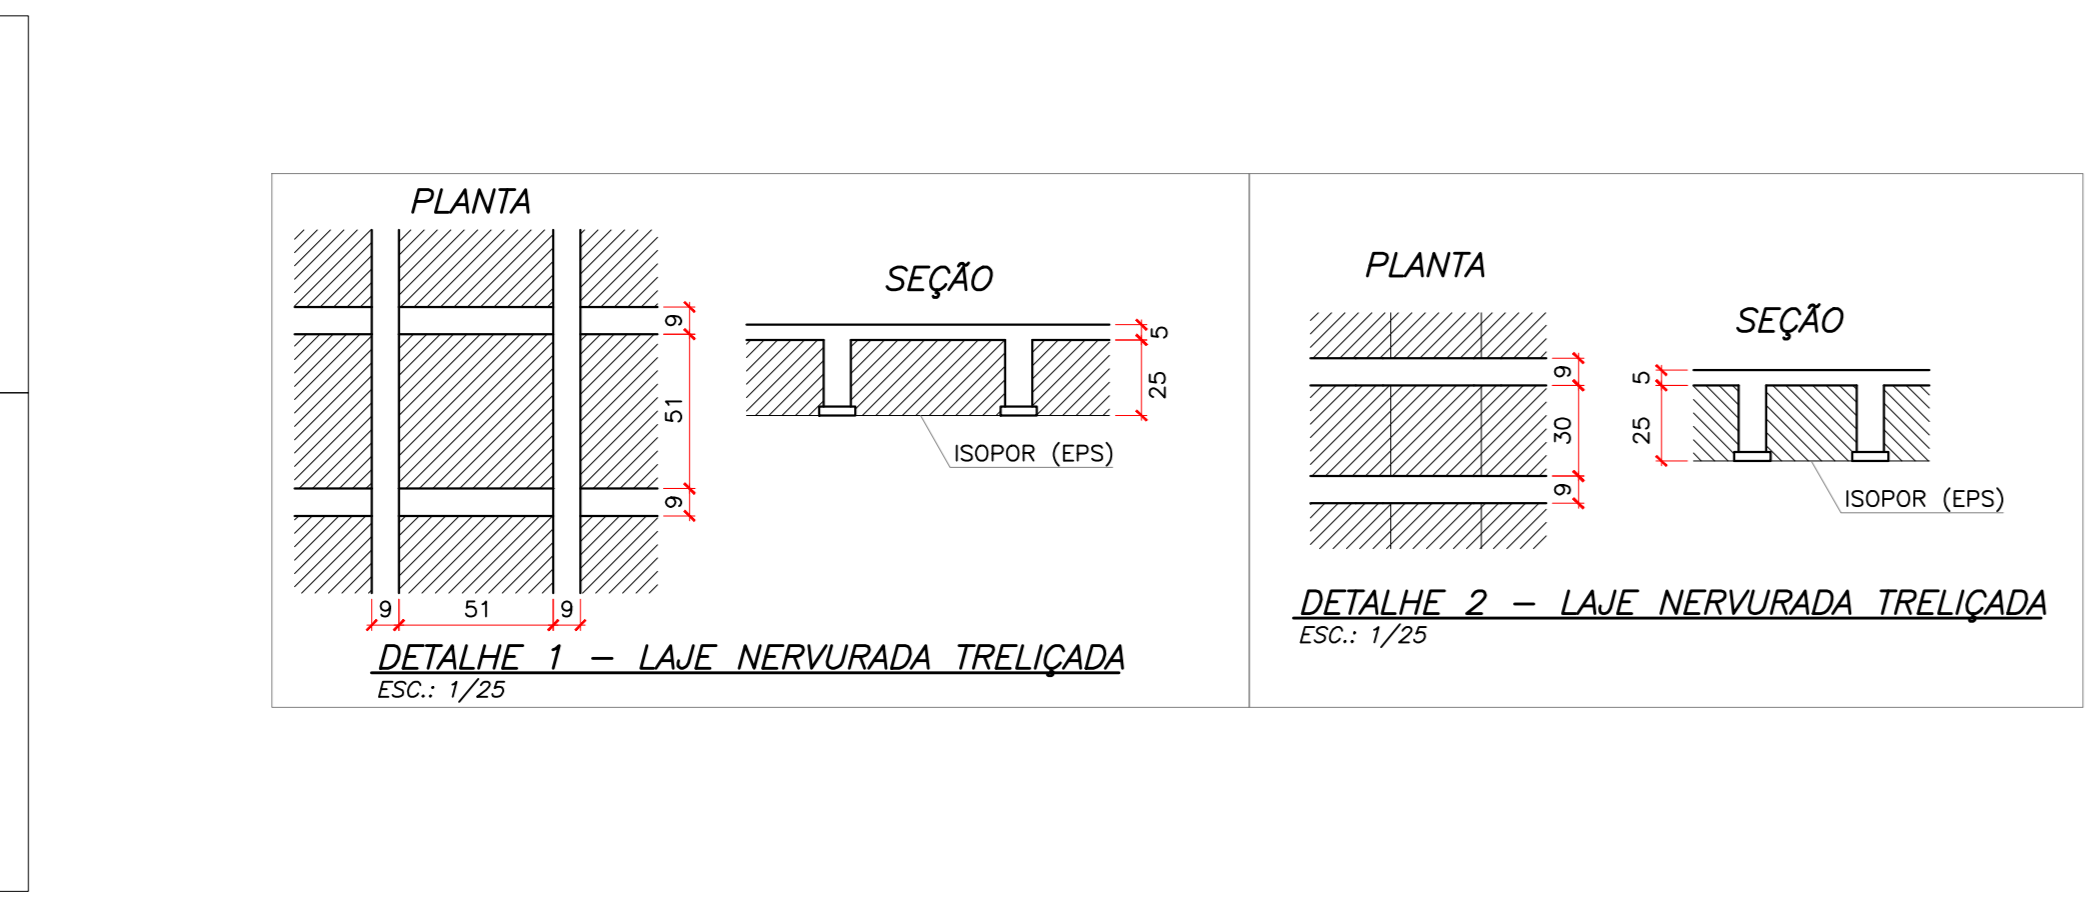 PLANTA
SEÇÃO
9
51
9
5
25
ISOPOR (EPS)
9
51
9
DETALHE 1 - LAJE NERVURADA TRELIÇADA
ESC.: 1/25
PLANTA
SEÇÃO
9
30
9
5
25
ISOPOR (EPS)
DETALHE 2 - LAJE NERVURADA TRELIÇADA
ESC.: 1/25